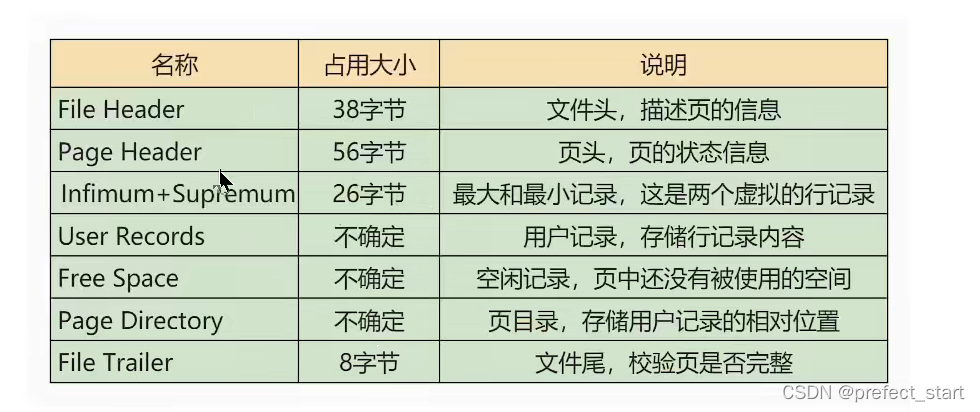 名称 占用大小 说明
File Header 38字节 文件头，描述页的信息
Page Header 56字节 页头，页的状态信息
Infimum+Supremum 26字节 最大和最小记录，这是两个虚拟的行记录
User Records 不确定 用户记录，存储行记录内容
Free Space 不确定 空闲记录，页中还没有被使用的空间
Page Directory 不确定 页目录，存储用户记录的相对位置
File Trailer 8字节 文件尾，校验页是否完整
CSDN @prefect_start